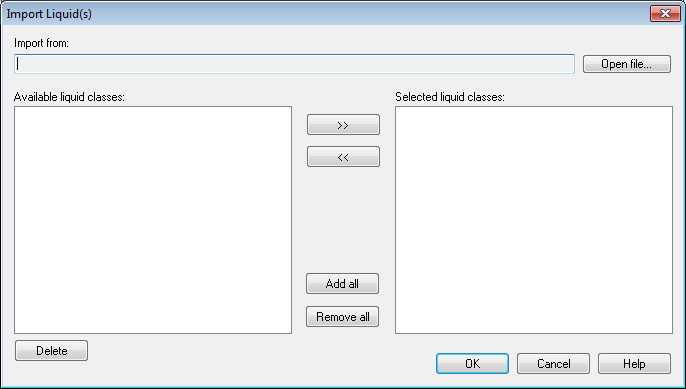 Import Liquid(s)
Import from:
Open file...
Available liquid classes:
Selected liquid classes:
>>
<<
Add all
Remove all
Delete
OK
Cancel
Help